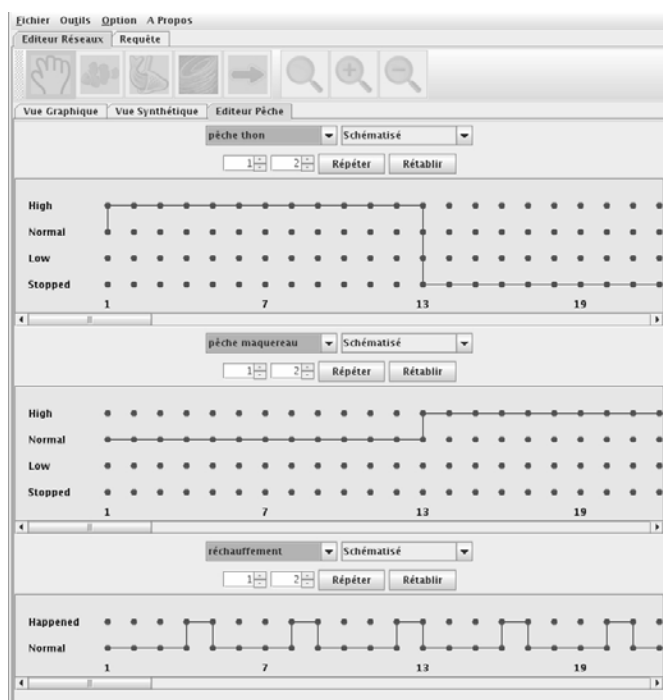 Fichier Outils Option A Propos
Editeur Réseaux Requête
Vue Graphique Vue Synthétique Editeur Pêche
pêche thon Schématisé
1 2 Répéter Rétablir
High
Normal
Low
Stopped
1 7 13 19
pêche maquereau Schématisé
1 2 Répéter Rétablir
High
Normal
Low
Stopped
1 7 13 19
réchauffement Schématisé
1 2 Répéter Rétablir
Happened
Normal
1 7 13 19